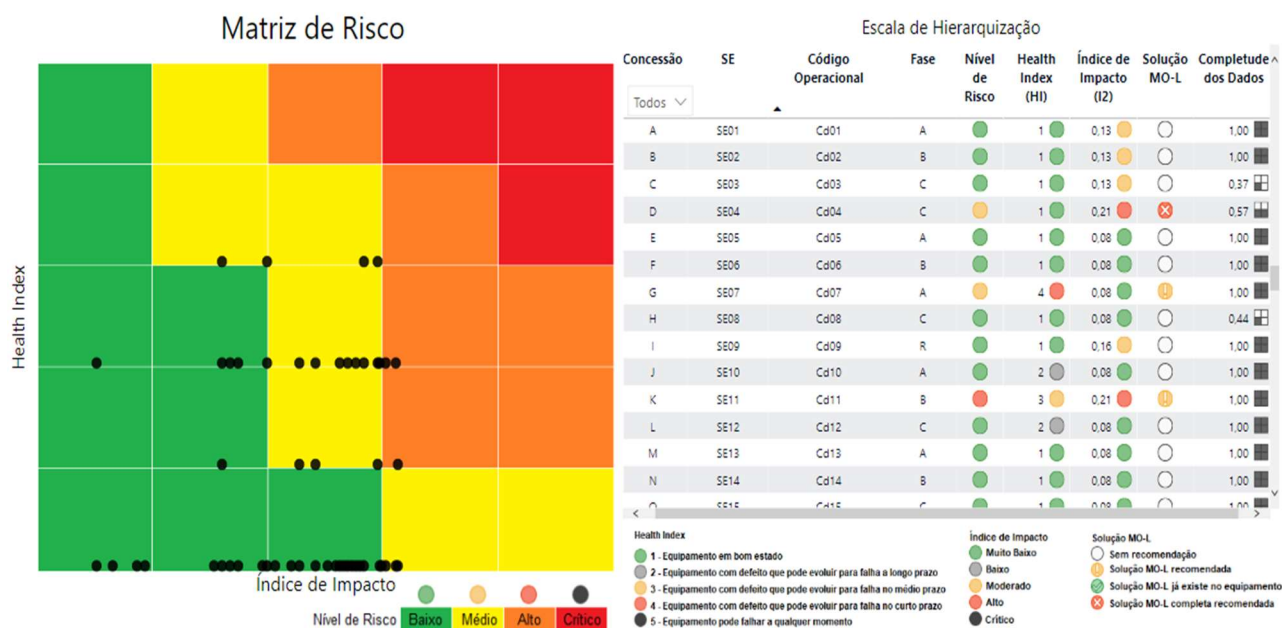 Matriz de Risco
Health Index
Índice de Impacto
Nível de Risco Baixo Médio Alto Crítico
Escala de Hierarquização
Concessão SE Código Operacional Fase Nível de Risco Health Index (HI) Índice de Impacto (I2) Solução MO-L Completude dos Dados
Todos
A SE01 Cd01 A 1 0,13 1,00
B SE02 Cd02 B 1 0,13 1,00
C SE03 Cd03 C 1 0,13 0,37
D SE04 Cd04 C 1 0,21 0,57
E SE05 Cd05 A 1 0,08 1,00
F SE06 Cd06 B 1 0,08 1,00
G SE07 Cd07 A 4 0,08 1,00
H SE08 Cd08 C 1 0,08 0,44
I SE09 Cd09 R 1 0,16 1,00
J SE10 Cd10 A 2 0,08 1,00
K SE11 Cd11 B 3 0,21 1,00
L SE12 Cd12 C 2 0,08 1,00
M SE13 Cd13 A 1 0,08 1,00
N SE14 Cd14 B 1 0,08 1,00
Health Index
1 - Equipamento em bom estado
2 - Equipamento com defeito que pode evoluir para falha a longo prazo
3 - Equipamento com defeito que pode evoluir para falha no médio prazo
4 - Equipamento com defeito que pode evoluir para falha no curto prazo
5 - Equipamento pode falhar a qualquer momento
Índice de Impacto
Muito Baixo
Baixo
Moderado
Alto
Crítico
Solução MO-L
Sem recomendação
Solução MO-L recomendada
Solução MO-L já existe no equipamento
Solução MO-L completa recomendada